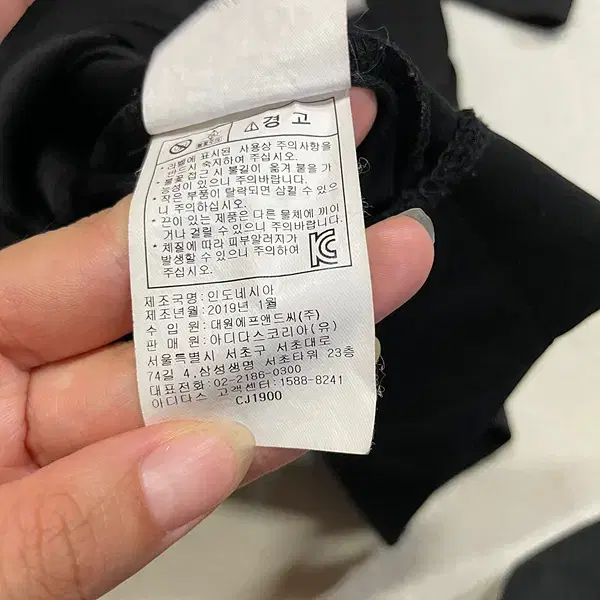 ⚠경고
* 라벨에 표시된 사용상 주의사항을
반드시 숙지하여 주십시오.
* 불꽃 접근 시 불길이 옮겨 붙을 가
능성이 있으니 주의바랍니다.
* 작은 부품이 탈락되면 삼킬 수 있으
니 주의하십시오.
* 끈이 있는 제품은 다른 물체에 끼이
거나 걸릴 수 있으니 주의바랍니다.
* 체질에 따라 피부알러지가
발생할 수 있으니 주의하여
주십시오.
제조국명: 인도네시아
제조년월: 2019년 1월
수 입 원: 대원에프앤드씨(주)
판 매 원: 아디다스코리아(유)
서울특별시 서초구 서초대로
74길 4,삼성생명 서초타워 23층
대표전화: 02-2186-0300
아디다스 고객센터:1588-8241
CJ1900